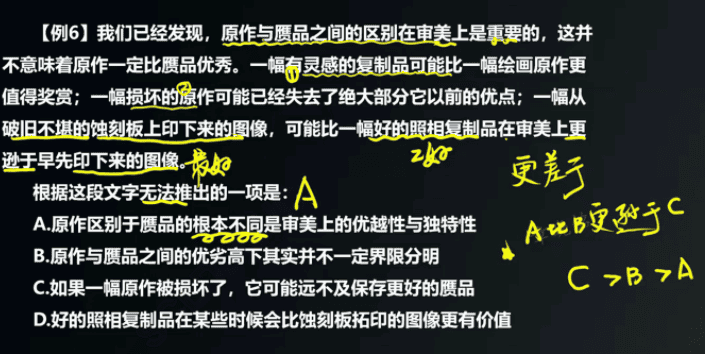 【例6】我们已经发现，原作与赝品之间的区别在审美上是重要的，这并
不意味着原作一定比赝品优秀。一幅有灵感的复制品可能比一幅绘画原作更
①
②
值得奖赏；一幅损坏的原作可能已经失去了绝大部分它以前的优点；一幅从
破旧不堪的蚀刻板上印下来的图像，可能比一幅好的照相复制品在审美上更
逊于早先印下来的图像。
最好
2好
更差于
根据这段文字无法推出的一项是：
A
A.原作区别于赝品的根本不同是审美上的优越性与独特性
A比B更逊于C
B.原作与赝品之间的优劣高下其实并不一定界限分明
C>B>A
C.如果一幅原作被损坏了，它可能远不及保存更好的赝品
D.好的照相复制品在某些时候会比蚀刻板拓印的图像更有价值